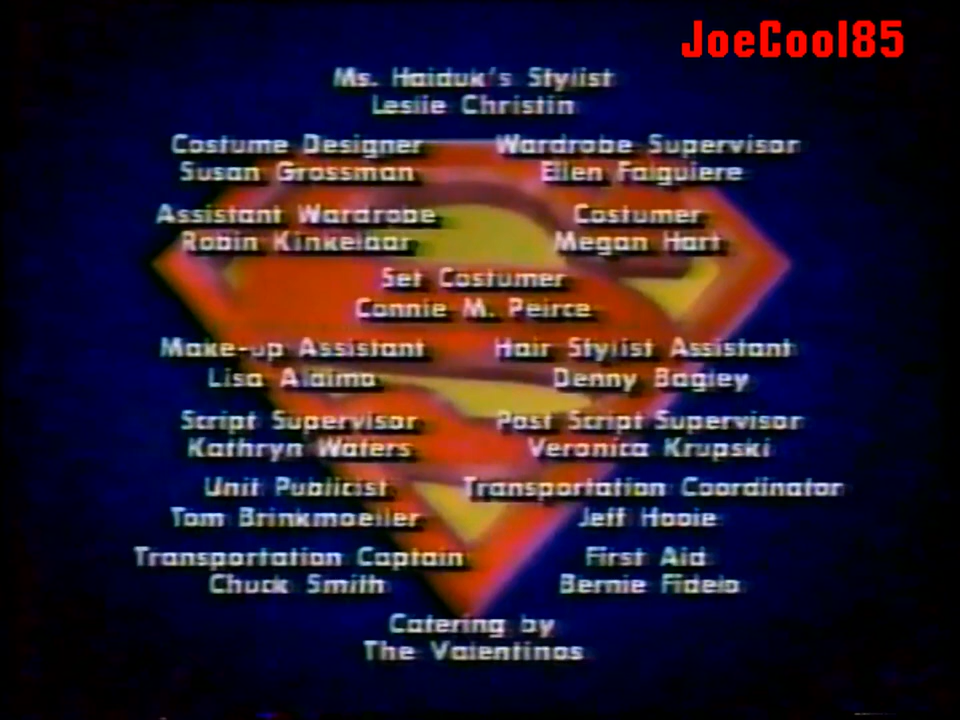 JoeCool85
Ms. Haiduk's Stylist
Leslie Christin
Costume Designer
Susan Grossman
Wardrobe Supervisor
Ellen Falguiere
Assistant Wardrobe
Robin Kinkelaar
Costumer
Megan Hart
Set Costumer
Connie M. Peirce
Make-up Assistant
Lisa Alaimo
Hair Stylist Assistant
Denny Bagley
Script Supervisor
Kathryn Waters
Post Script Supervisor
Veronica Krupski
Unit Publicist
Tom Brinkmoeller
Transportation Coordinator
Jeff Hooie
Transportation Captain
Chuck Smith
First Aid
Bernie Fidelo
Catering by
The Valentinos